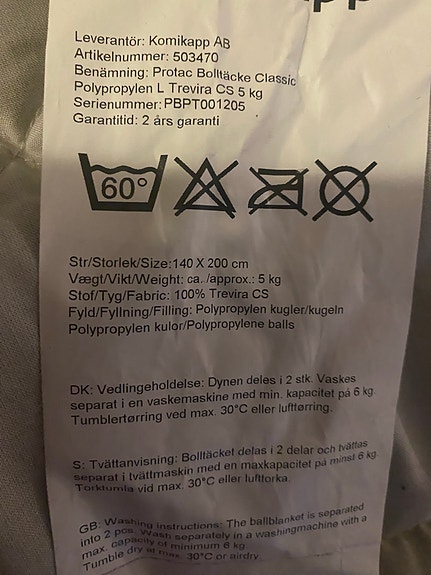 Leverantör: Komikapp AB
Artikelnummer: 503470
Benämning: Protac Bolltäcke Classic
Polypropylen L Trevira CS 5 kg
Serienummer: PBPT001205
Garantitid: 2 års garanti
60°
Str/Storlek/Size:140 X 200 cm
Vægt/Vikt/Weight: ca. /approx.: 5 kg
Stof/Tyg/Fabric: 100% Trevira CS
Fyld/Fyllning/Filling: Polypropylen kugler/kugeln
Polypropylen kulor/Polypropylene balls
DK: Vedlingeholdelse: Dynen deles i 2 stk. Vaskes
separat i en vaskemaskine med min. kapacitet på 6 kg.
Tumblertørring ved max. 30°C eller lufttørring.
S: Tvättanvisning: Bolltäcket delas i 2 delar och tvättas
separat i tvättmaskin med en maxkapacitet på minst 6 kg.
Torktumla vid max. 30°C eller lufttorka.
GB: Washing instructions: The ballblanket is separated
into 2 pcs. Wash separately in a washingmachine with a
max. capacity of minimum 6 kg.
Tumble dry at max. 30°C or airdry.